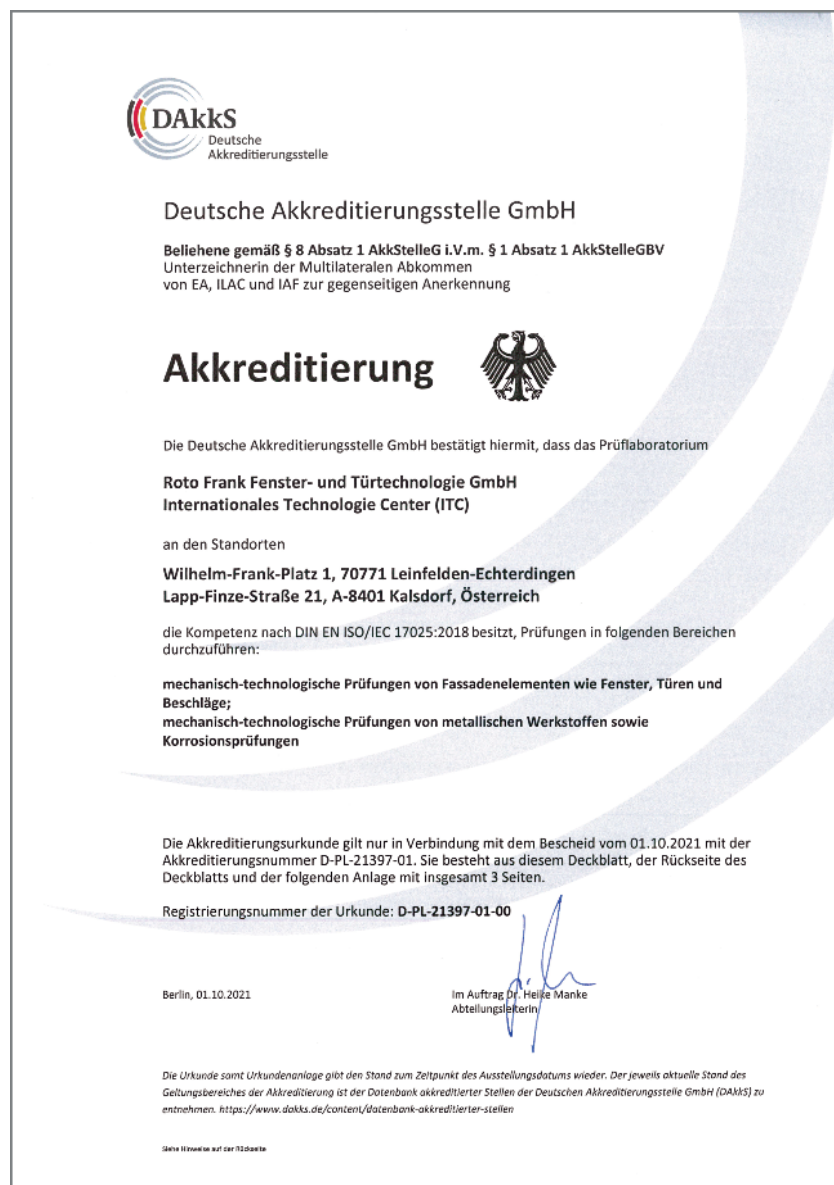 DAkkS
Deutsche
Akkreditierungsstelle
Deutsche Akkreditierungsstelle GmbH
Beliehene gemäß § 8 Absatz 1 AkkStelleG i.V.m. § 1 Absatz 1 AkkStelleGBV
Unterzeichnerin der Multilateralen Abkommen
von EA, ILAC und IAF zur gegenseitigen Anerkennung
Akkreditierung
Die Deutsche Akkreditierungsstelle GmbH bestätigt hiermit, dass das Prüflaboratorium
Roto Frank Fenster- und Türtechnologie GmbH
Internationales Technologie Center (ITC)
an den Standorten
Wilhelm-Frank-Platz 1, 70771 Leinfelden-Echterdingen
Lapp-Finze-Straße 21, A-8401 Kalsdorf, Österreich
die Kompetenz nach DIN EN ISO/IEC 17025:2018 besitzt, Prüfungen in folgenden Bereichen
durchzuführen:
mechanisch-technologische Prüfungen von Fassadenelementen wie Fenster, Türen und
Beschläge;
mechanisch-technologische Prüfungen von metallischen Werkstoffen sowie
Korrosionsprüfungen
Die Akkreditierungsurkunde gilt nur in Verbindung mit dem Bescheid vom 01.10.2021 mit der
Akkreditierungsnummer D-PL-21397-01. Sie besteht aus diesem Deckblatt, der Rückseite des
Deckblatts und der folgenden Anlage mit insgesamt 3 Seiten.
Registrierungsnummer der Urkunde: D-PL-21397-01-00
Berlin, 01.10.2021
Im Auftrag Dr. Heike Manke
Abteilungsleiterin
Die Urkunde samt Urkundenanlage gibt den Stand zum Zeitpunkt des Ausstellungsdatums wieder. Der jeweils aktuelle Stand des
Geltungsbereiches der Akkreditierung ist der Datenbank akkreditierter Stellen der Deutschen Akkreditierungsstelle GmbH (DAkkS) zu
entnehmen. https://www.dakks.de/content/datenbank-akkreditierter-stellen
Siehe Hinweise auf der Rückseite